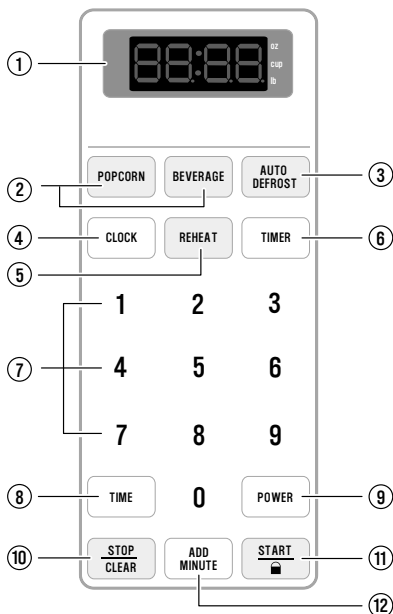 88:88
oz
cup
lb
①
POPCORN
BEVERAGE
AUTO
DEFROST
②
③
CLOCK
REHEAT
TIMER
④
⑤
⑥
1 2 3
⑦
4 5 6
7 8 9
TIME
0
POWER
⑧
⑨
STOP
CLEAR
ADD
MINUTE
START
⑩
⑪
⑫